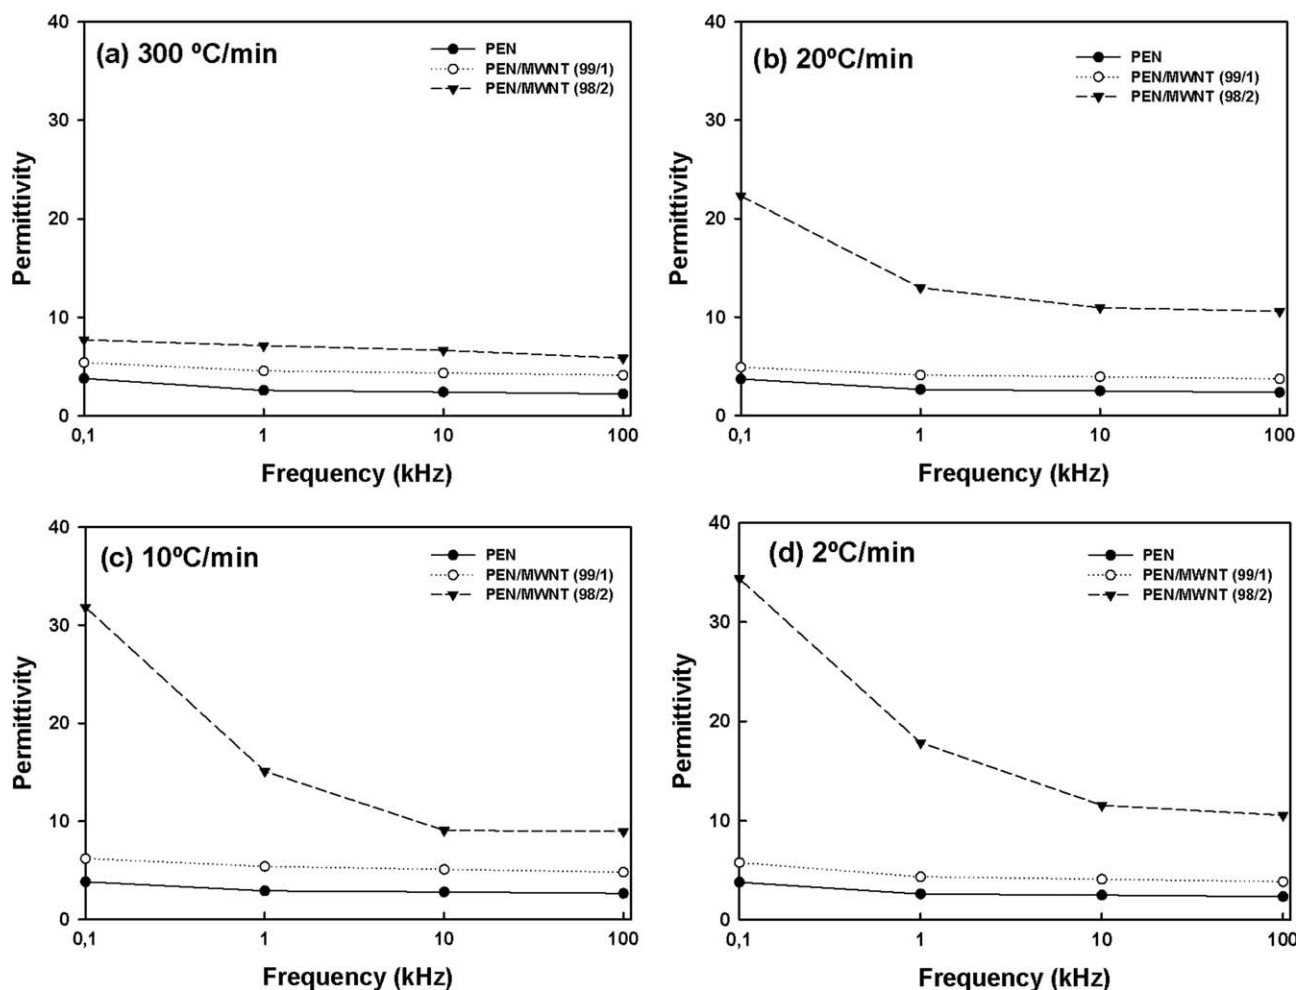 (a) 300 ºC/min
PEN
PEN/MWNT (99/1)
PEN/MWNT (98/2)
Permittivity
40
30
20
10
0
0,1
1
10
100
Frequency (kHz)
(b) 20ºC/min
PEN
PEN/MWNT (99/1)
PEN/MWNT (98/2)
Permittivity
40
30
20
10
0
0,1
1
10
100
Frequency (kHz)
(c) 10ºC/min
PEN
PEN/MWNT (99/1)
PEN/MWNT (98/2)
Permittivity
40
30
20
10
0
0,1
1
10
100
Frequency (kHz)
(d) 2ºC/min
PEN
PEN/MWNT (99/1)
PEN/MWNT (98/2)
Permittivity
40
30
20
10
0
0,1
1
10
100
Frequency (kHz)